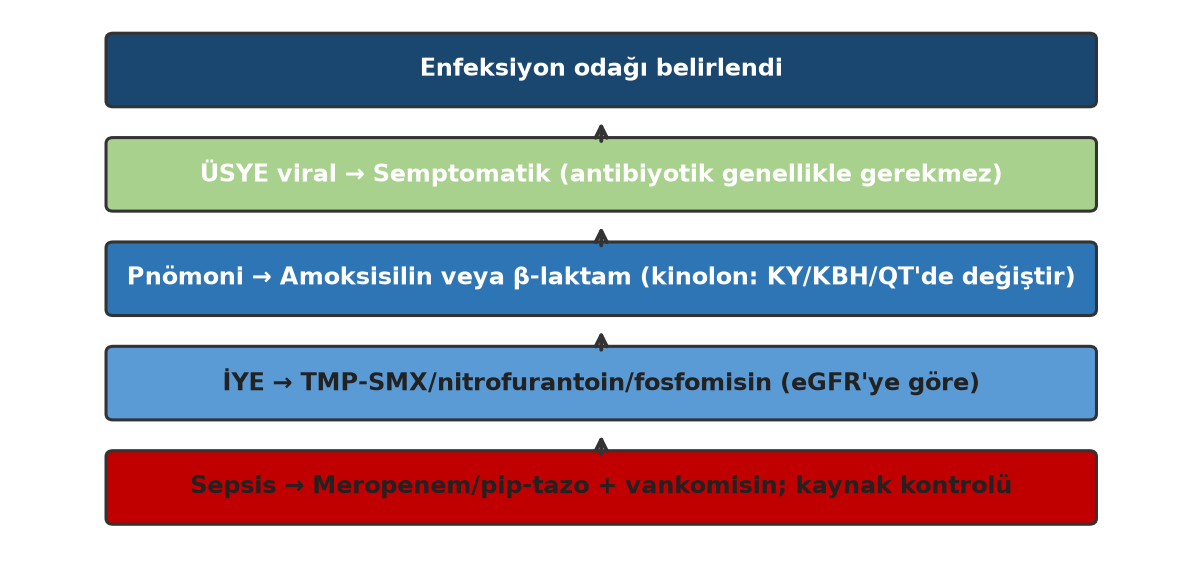 Enfeksiyon odağı belirlendi
ÜSYE viral → Semptomatik (antibiyotik genellikle gerekmez)
Pnömoni → Amoksisilin veya β-laktam (kinolon: KY/KBH/QT'de değiştir)
İYE → TMP-SMX/nitrofurantoin/fosfomisin (eGFR'ye göre)
Sepsis → Meropenem/pip-tazo + vankomisin; kaynak kontrolü